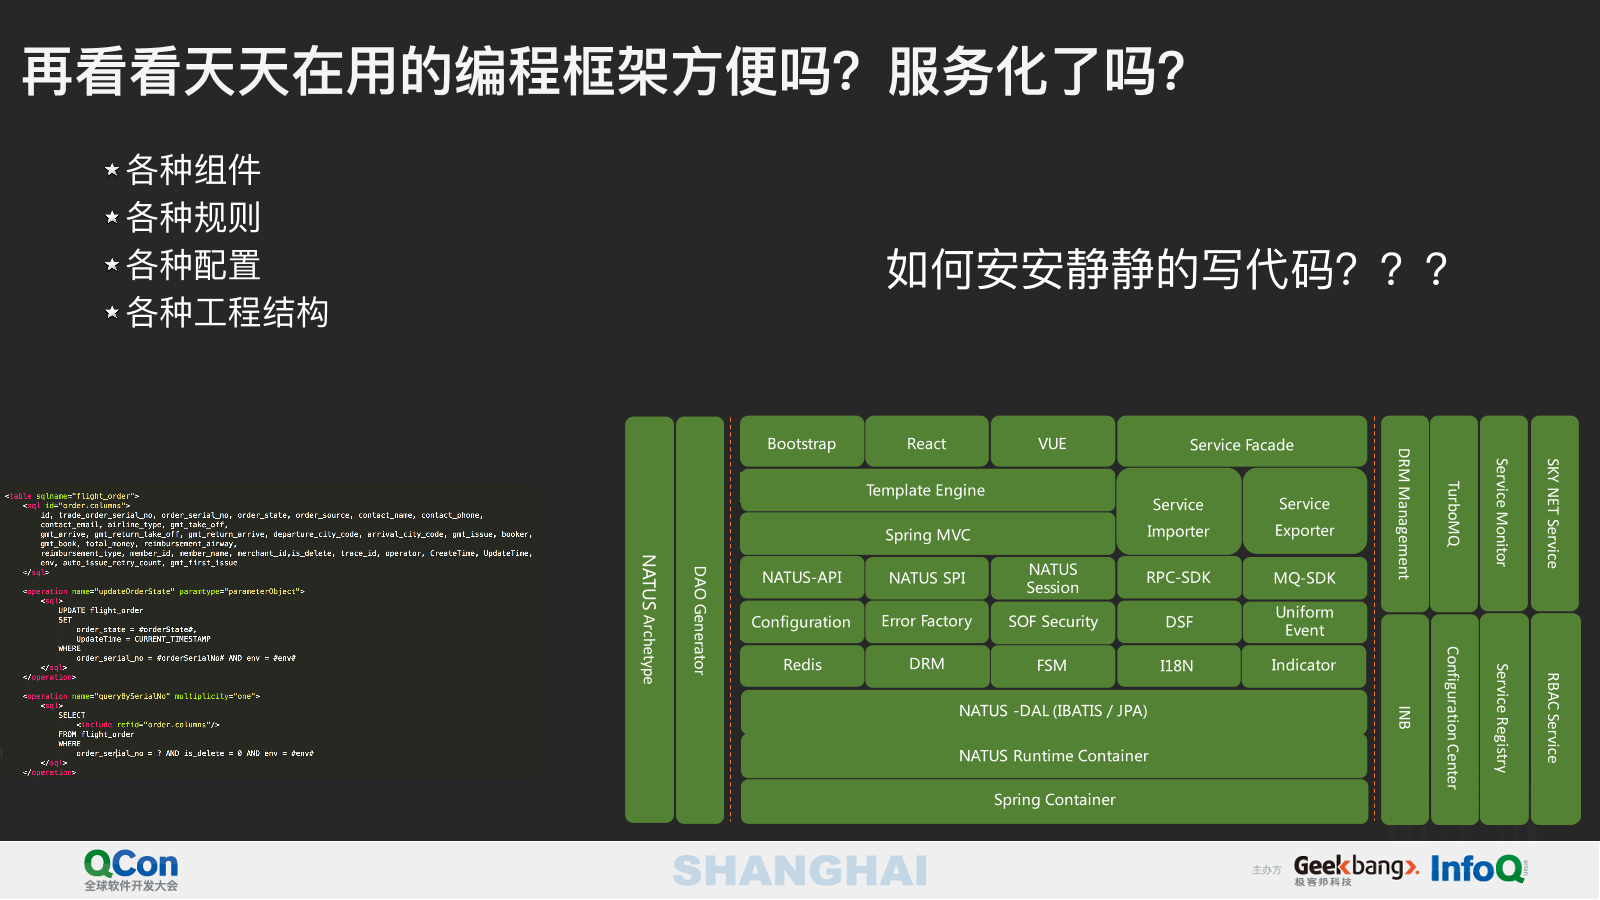 再看看天天在用的编程框架方便吗？服务化了吗？
各种组件
各种规则
各种配置
各种工程结构
如何安安静静的写代码？？？
<table sqlname="flight_order">
<sql id="order.columns">
id, trade_order_serial_no, order_serial_no, order_state, order_source, contact_name, contact_phone,
contact_email, airline_type, gmt_take_off,
gmt_arrive, gmt_return_take_off, gmt_return_arrive, departure_city_code, arrival_city_code, gmt_issue, booker,
gmt_book, total_money, reimbursement_airway,
reimbursement_type, member_id, member_name, merchant_id,is_delete, trace_id, operator, CreateTime, UpdateTime,
env, auto_issue_retry_count, gmt_first_issue
</sql>
<operation name="updateOrderState" paramtype="parameterObject">
<sql>
UPDATE flight_order
SET
order_state = #orderState#,
UpdateTime = CURRENT_TIMESTAMP
WHERE
order_serial_no = #orderSerialNo# AND env = #env#
</sql>
</operation>
<operation name="queryBySerialNo" multiplicity="one">
<sql>
SELECT
<include refid="order.columns"/>
FROM flight_order
WHERE
order_serial_no = ? AND is_delete = 0 AND env = #env#
</sql>
</operation>
NATUS Archetype
DAO Generator
Bootstrap
React
VUE
Service Facade
Template Engine
Service
Importer
Service
Exporter
Spring MVC
NATUS-API
NATUS SPI
NATUS
Session
RPC-SDK
MQ-SDK
Configuration
Error Factory
SOF Security
DSF
Uniform
Event
Redis
DRM
FSM
I18N
Indicator
NATUS -DAL (IBATIS / JPA)
NATUS Runtime Container
Spring Container
DRM Management
TurboMQ
Service Monitor
SKY NET Service
INB
Configuration Center
Service Registry
RBAC Service
QCon
全球软件开发大会
SHANGHAI
主办方
Geekbang>.
极客邦科技
InfoQ